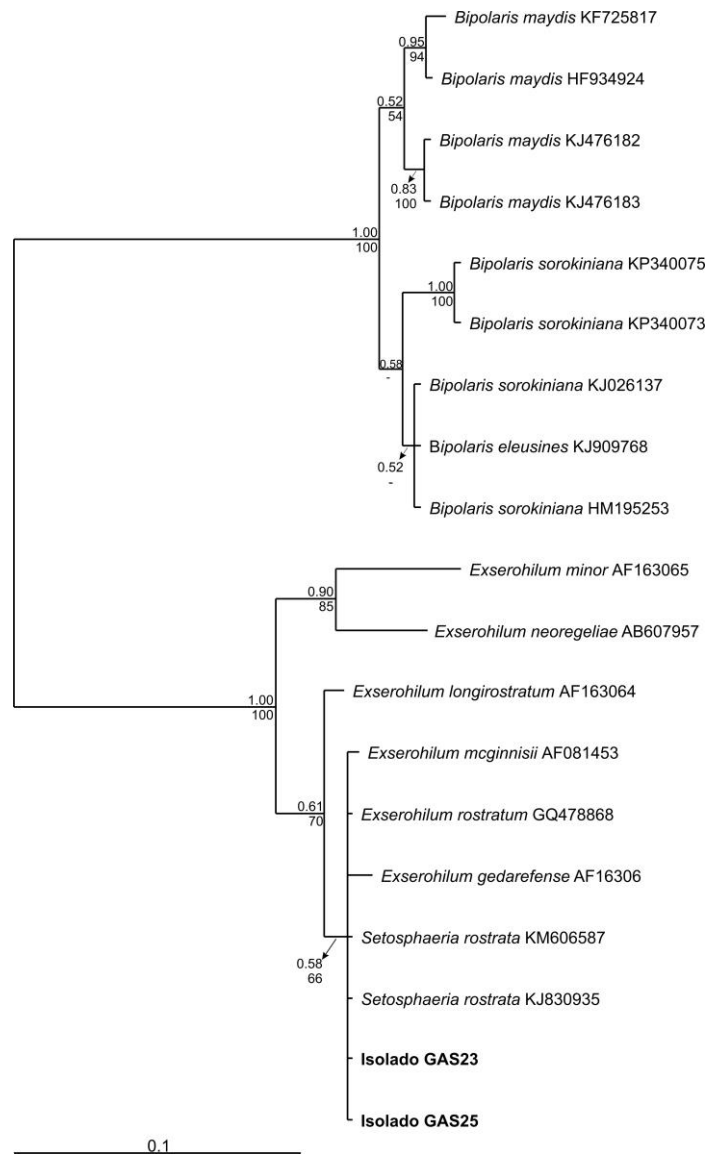 Bipolaris maydis KF725817
0.95
94
Bipolaris maydis HF934924
0.52
54
Bipolaris maydis KJ476182
0.83
100
Bipolaris maydis KJ476183
1.00
100
Bipolaris sorokiniana KP340075
1.00
100
Bipolaris sorokiniana KP340073
0.58
-
Bipolaris sorokiniana KJ026137
Bipolaris eleusines KJ909768
0.52
-
Bipolaris sorokiniana HM195253
Exserohilum minor AF163065
0.90
85
Exserohilum neoregeliae AB607957
1.00
100
Exserohilum longirostratum AF163064
Exserohilum mcginnisii AF081453
0.61
70
Exserohilum rostratum GQ478868
Exserohilum gedarefense AF16306
Setosphaeria rostrata KM606587
0.58
66
Setosphaeria rostrata KJ830935
Isolado GAS23
Isolado GAS25
0.1